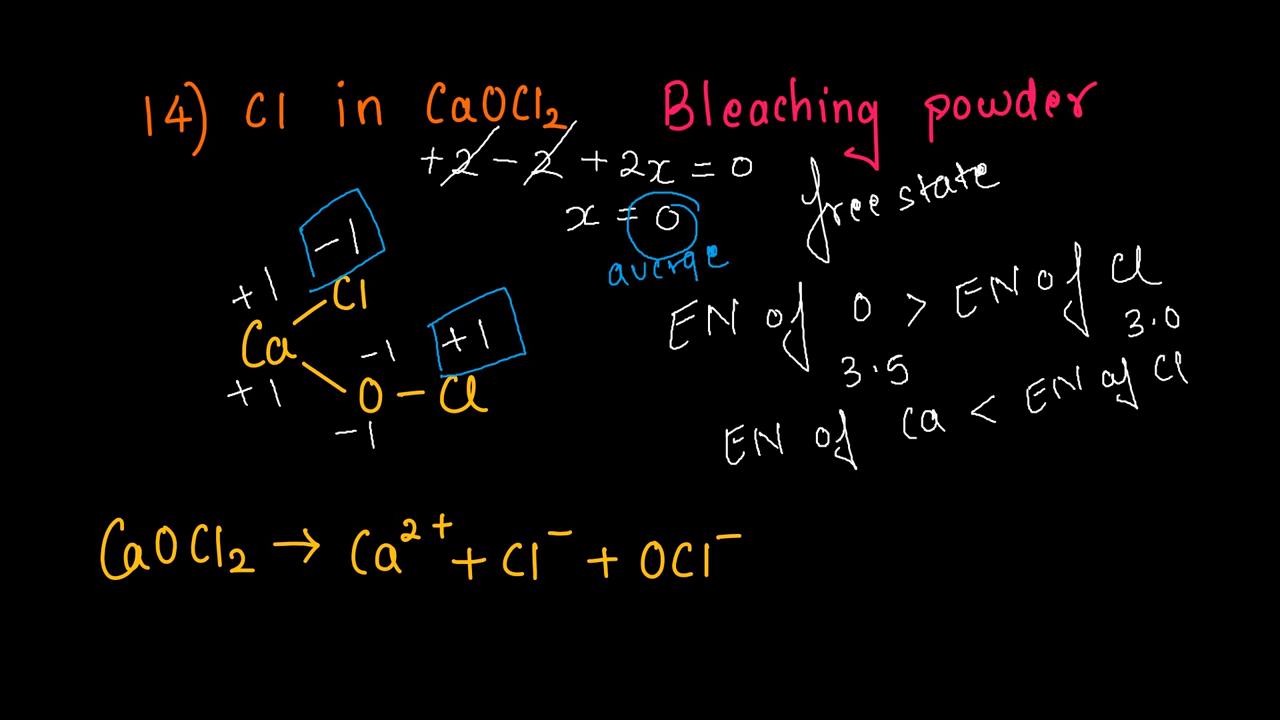 14) Cl in CaOCl₂ Bleaching powder
+2 - 2 + 2x = 0
free state
x = 0
averge
-1
+1
Cl
EN of O > EN of Cl
3.5
3.0
Ca
-1
+1
+1
O - Cl
-1
EN of Ca < EN of Cl
CaOCl₂ → Ca²⁺ + Cl⁻ + OCl⁻